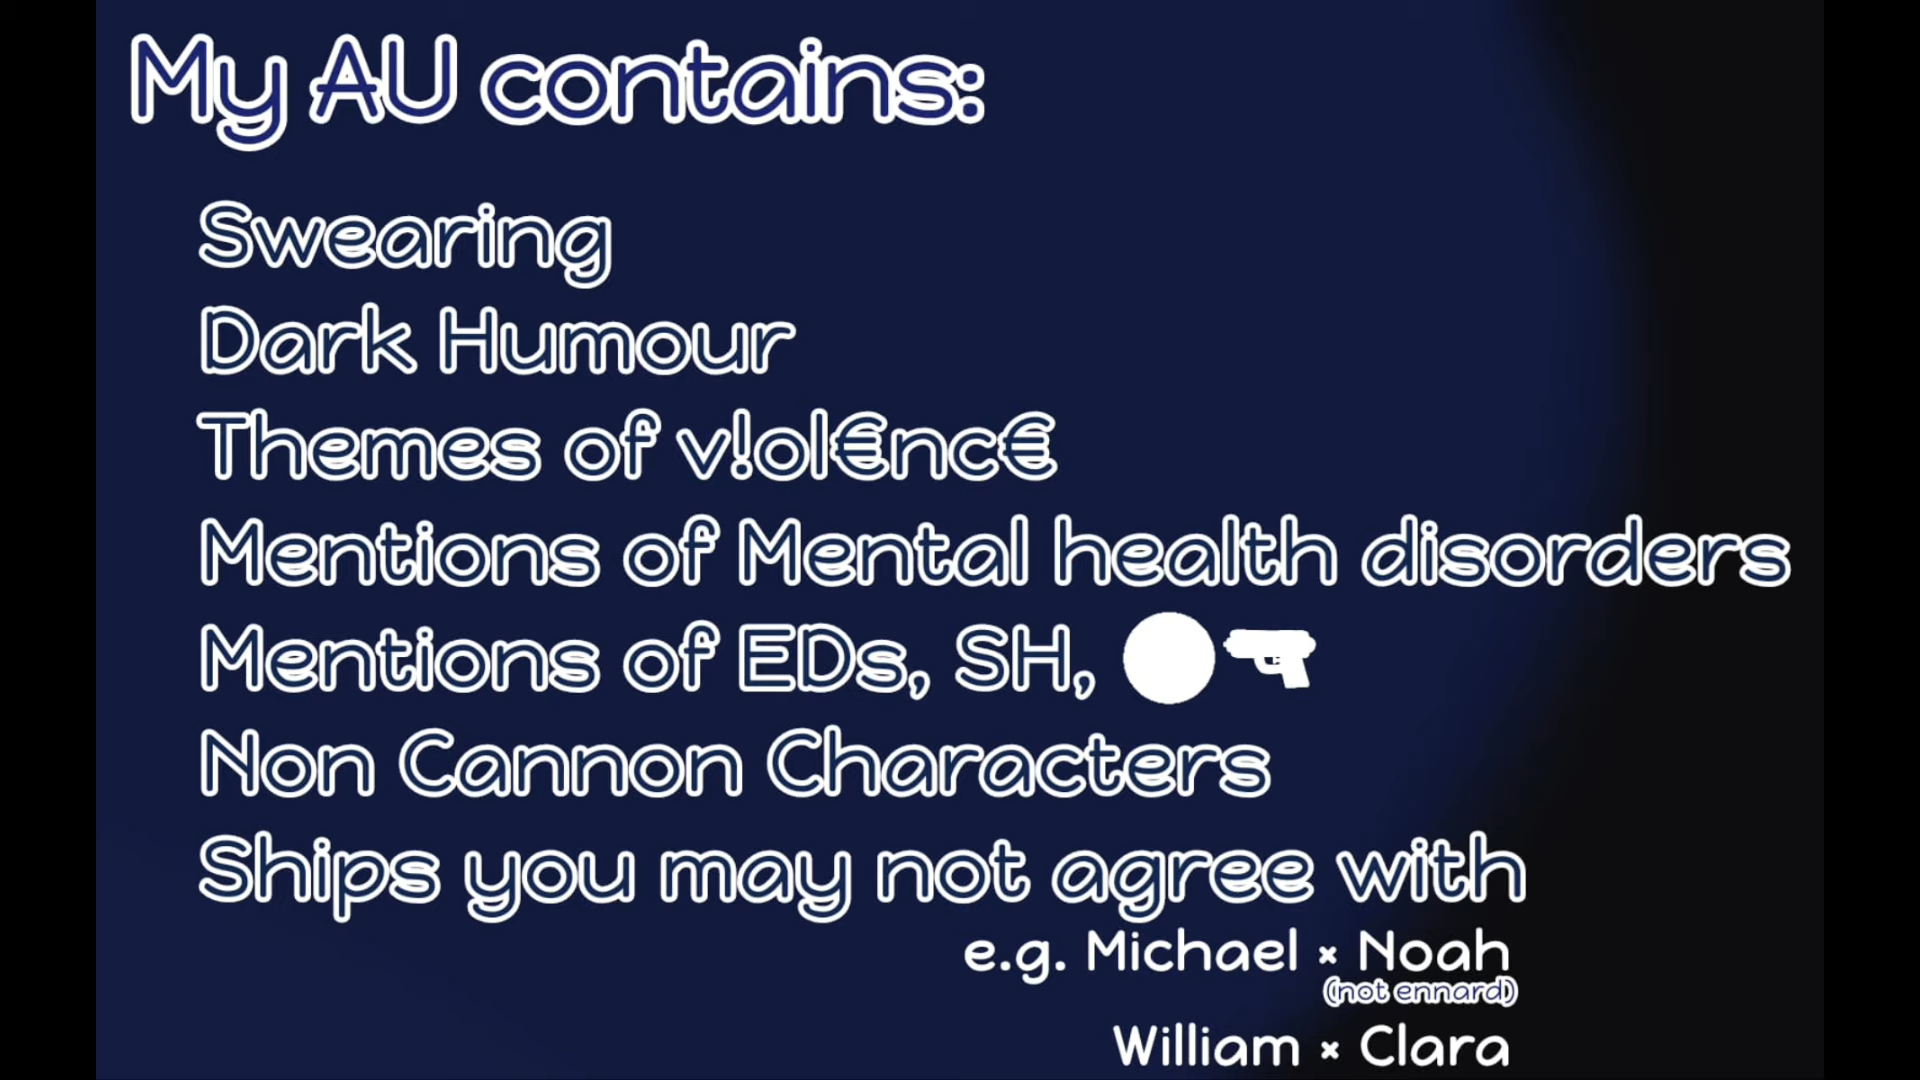 My AU contains:
Swearing
Dark Humour
Themes of v!ol€nc€
Mentions of Mental health disorders
Mentions of EDs, SH,
Non Cannon Characters
Ships you may not agree with
e.g. Michael × Noah
(not ennard)
William × Clara